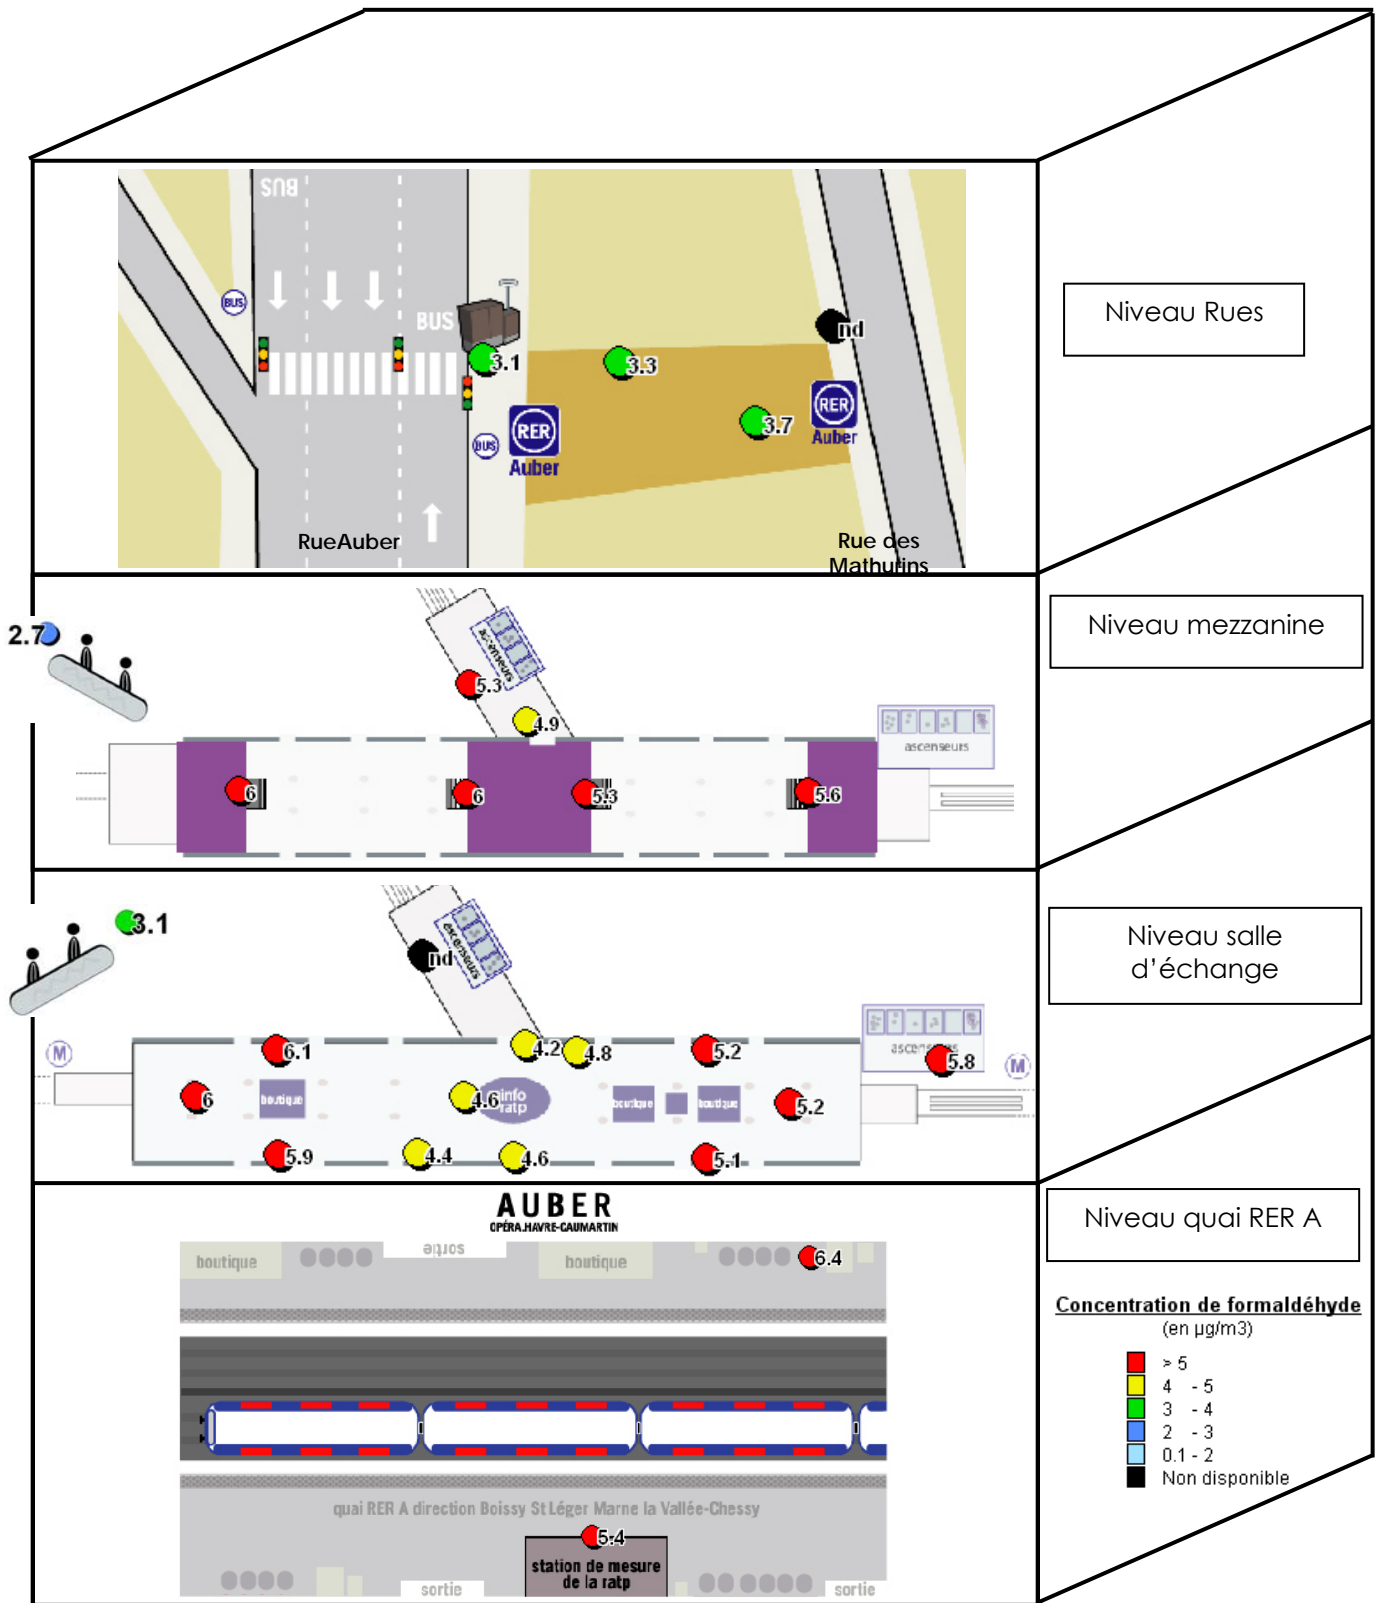 BUS
BUS
BUS
nd
3.1
3.3
3.7
BUS
RER
Auber
RER
Auber
RueAuber
Rue des
Mathurins
Niveau Rues
2.7
ascenseurs
5.3
4.9
ascenseurs
6
6
5.3
5.6
Niveau mezzanine
3.1
ascenseurs
nd
M
6.1
4.2
4.8
5.2
ascenseurs
5.8
M
6
boutique
4.6
info
ratp
boutique
boutique
5.2
5.9
4.4
4.6
5.1
Niveau salle
d'échange
AUBER
OPÉRA.HAVRE-CAUMARTIN
boutique
sortie
boutique
6.4
quai RER A direction Boissy St Léger Marne la Vallée-Chessy
5.4
station de mesure
de la ratp
sortie
sortie
Niveau quai RER A
Concentration de formaldéhyde
(en µg/m3)
> 5
4 - 5
3 - 4
2 - 3
0.1 - 2
Non disponible